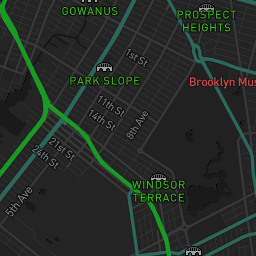 GOWANUS
PROSPECT
HEIGHTS
1st St
PARK SLOPE
Brooklyn Mus
11th St
14th St
8th Ave
21st St
24th St
WINDSOR
TERRACE
5th Ave